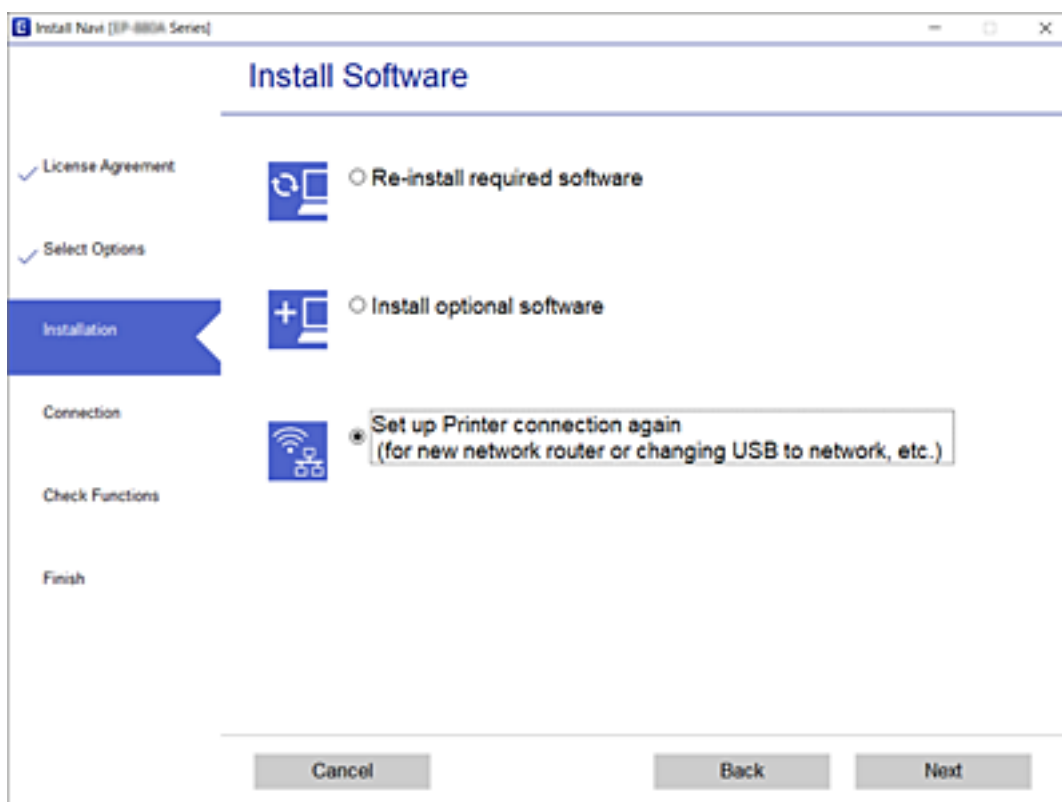 Install Navi [ Series]
Install Software
License Agreement
Select Options
Installation
Connection
Check Functions
Finish
Re-install required software
Install optional software
Set up Printer connection again
(for new network router or changing USB to network, etc.)
Cancel
Back
Next